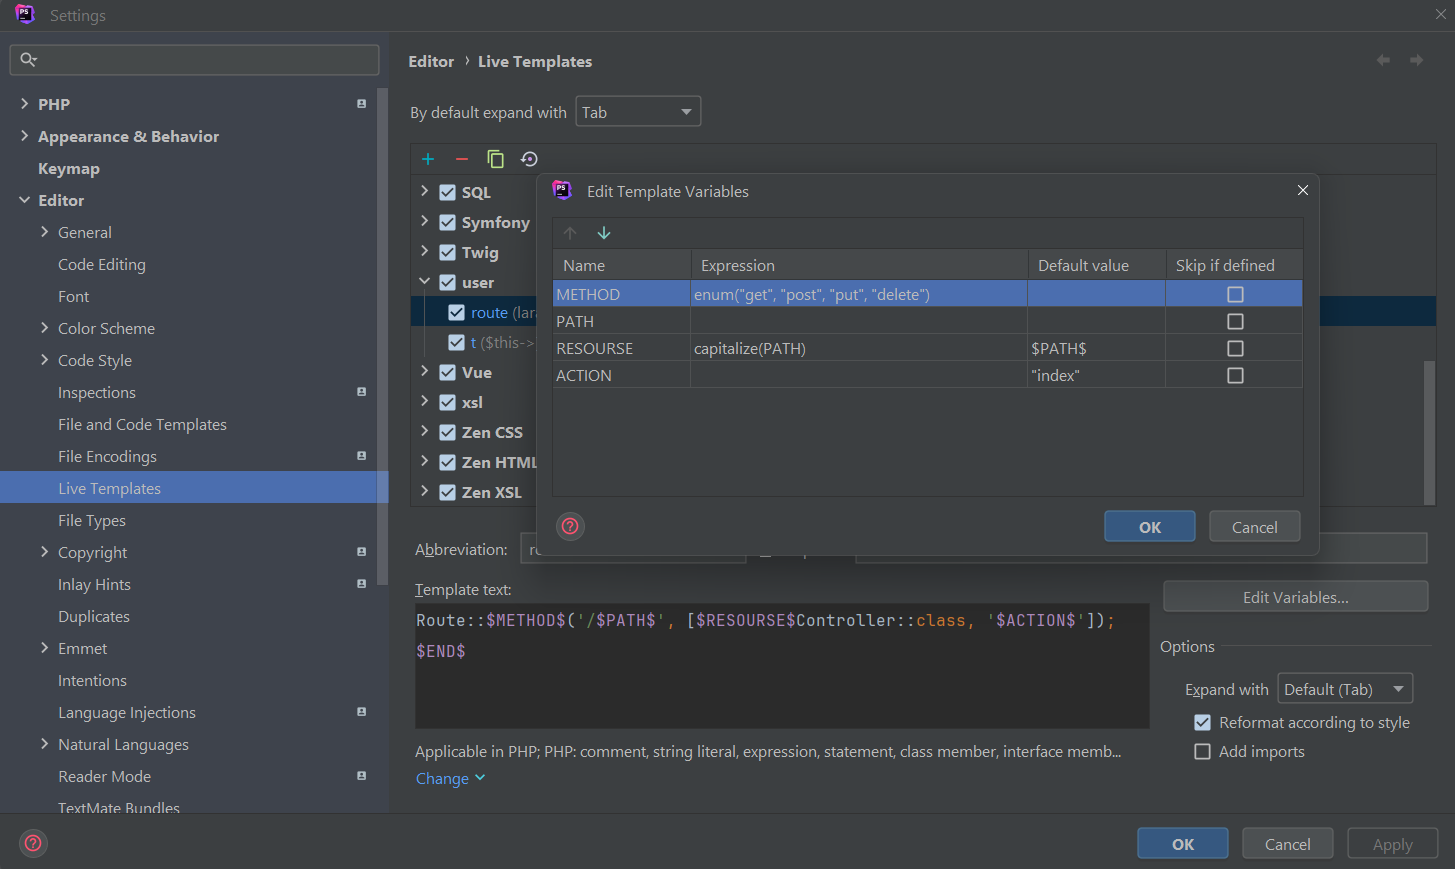 PS Settings
PHP
Appearance & Behavior
Keymap
Editor
General
Code Editing
Font
Color Scheme
Code Style
Inspections
File and Code Templates
File Encodings
Live Templates
File Types
Copyright
Inlay Hints
Duplicates
Emmet
Intentions
Language Injections
Natural Languages
Reader Mode
TextMate Bundles
Editor › Live Templates
By default expand with Tab
SQL
Symfony
Twig
user
route (lar
t ($this->
Vue
xsl
Zen CSS
Zen HTML
Zen XSL
PS Edit Template Variables
Name Expression Default value Skip if defined
METHOD enum("get", "post", "put", "delete")
PATH
RESOURSE capitalize(PATH) $PATH$
ACTION "index"
OK Cancel
Abbreviation:
Template text:
Route::$METHOD$('/$PATH$', [$RESOURSE$Controller::class, '$ACTION$']);
$END$
Applicable in PHP; PHP: comment, string literal, expression, statement, class member, interface memb...
Change
Edit Variables...
Options
Expand with Default (Tab)
Reformat according to style
Add imports
OK Cancel Apply